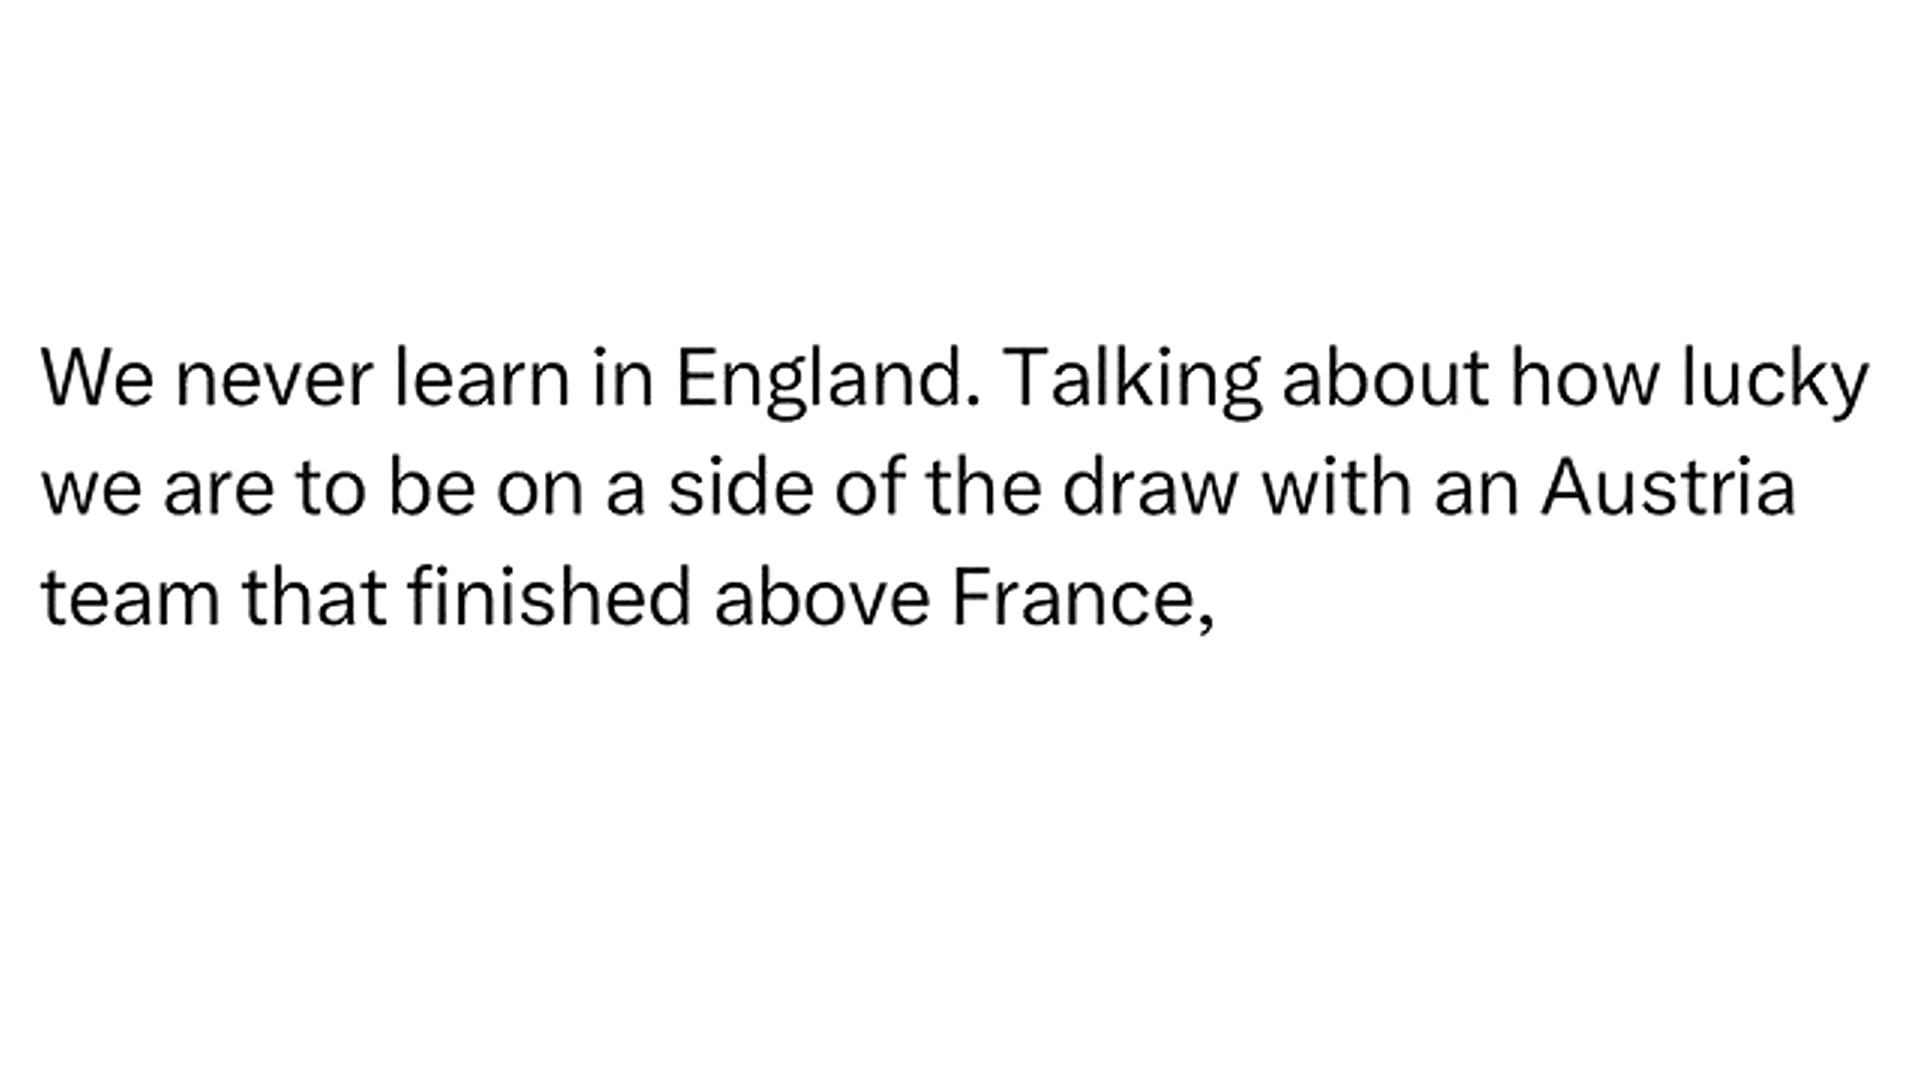 We never learn in England. Talking about how lucky
we are to be on a side of the draw with an Austria
team that finished above France,